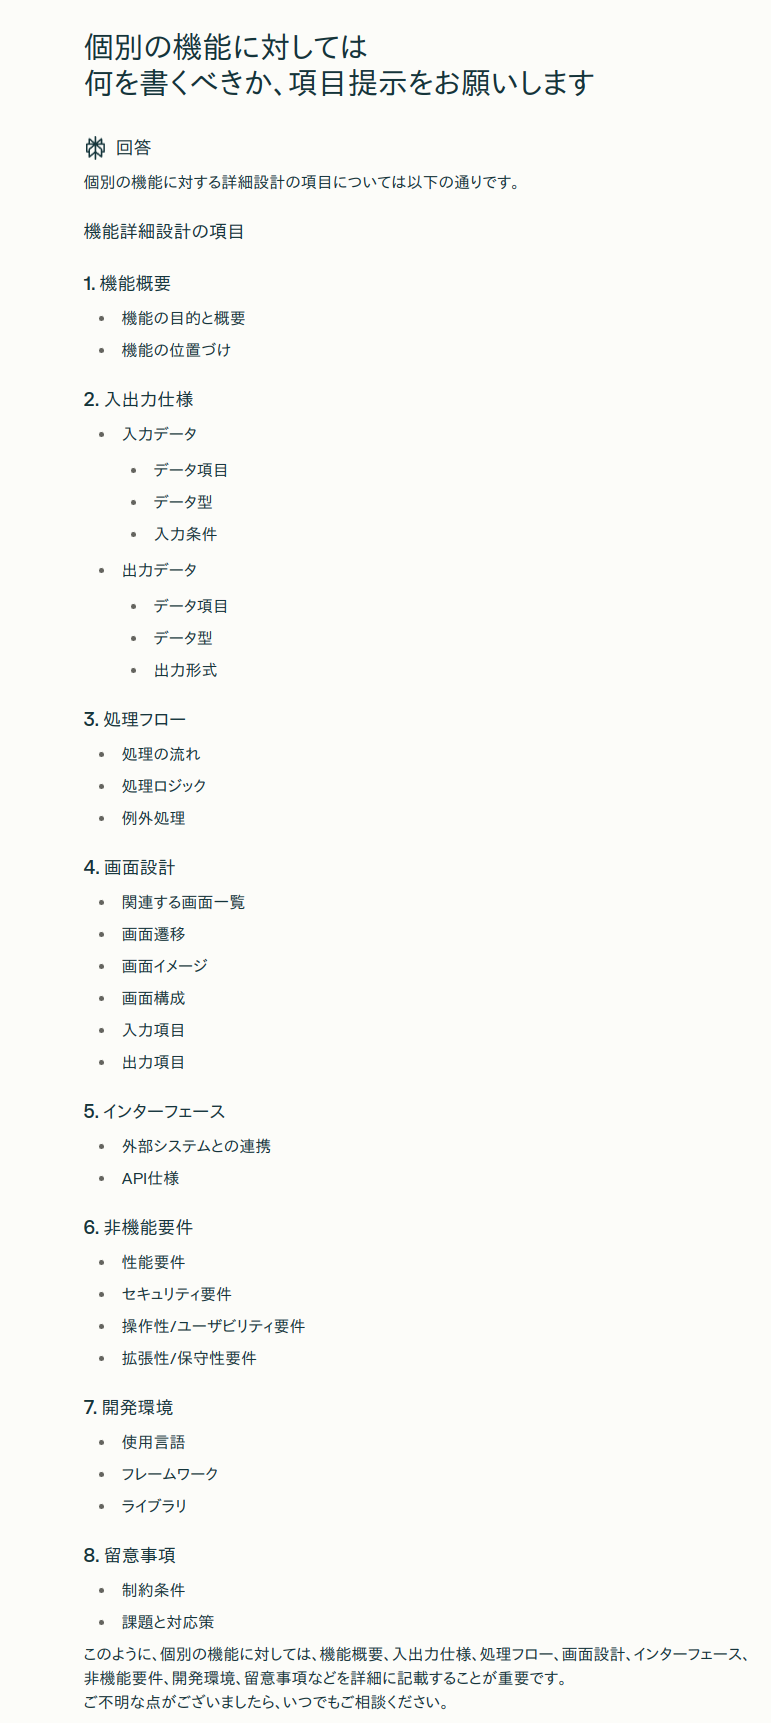 個別の機能に対しては
何を書くべきか、項目提示をお願いします
回答
個別の機能に対する詳細設計の項目については以下の通りです。
機能詳細設計の項目
1. 機能概要
• 機能の目的と概要
• 機能の位置づけ
2. 入出力仕様
• 入力データ
• データ項目
• データ型
• 入力条件
• 出力データ
• データ項目
• データ型
• 出力形式
3. 処理フロー
• 処理の流れ
• 処理ロジック
• 例外処理
4. 画面設計
• 関連する画面一覧
• 画面遷移
• 画面イメージ
• 画面構成
• 入力項目
• 出力項目
5. インターフェース
• 外部システムとの連携
• API仕様
6. 非機能要件
• 性能要件
• セキュリティ要件
• 操作性/ユーザビリティ要件
• 拡張性/保守性要件
7. 開発環境
• 使用言語
• フレームワーク
• ライブラリ
8. 留意事項
• 制約条件
• 課題と対応策
このように、個別の機能に対しては、機能概要、入出力仕様、処理フロー、画面設計、インターフェース、
非機能要件、開発環境、留意事項などを詳細に記載することが重要です。
ご不明な点がございましたら、いつでもご相談ください。